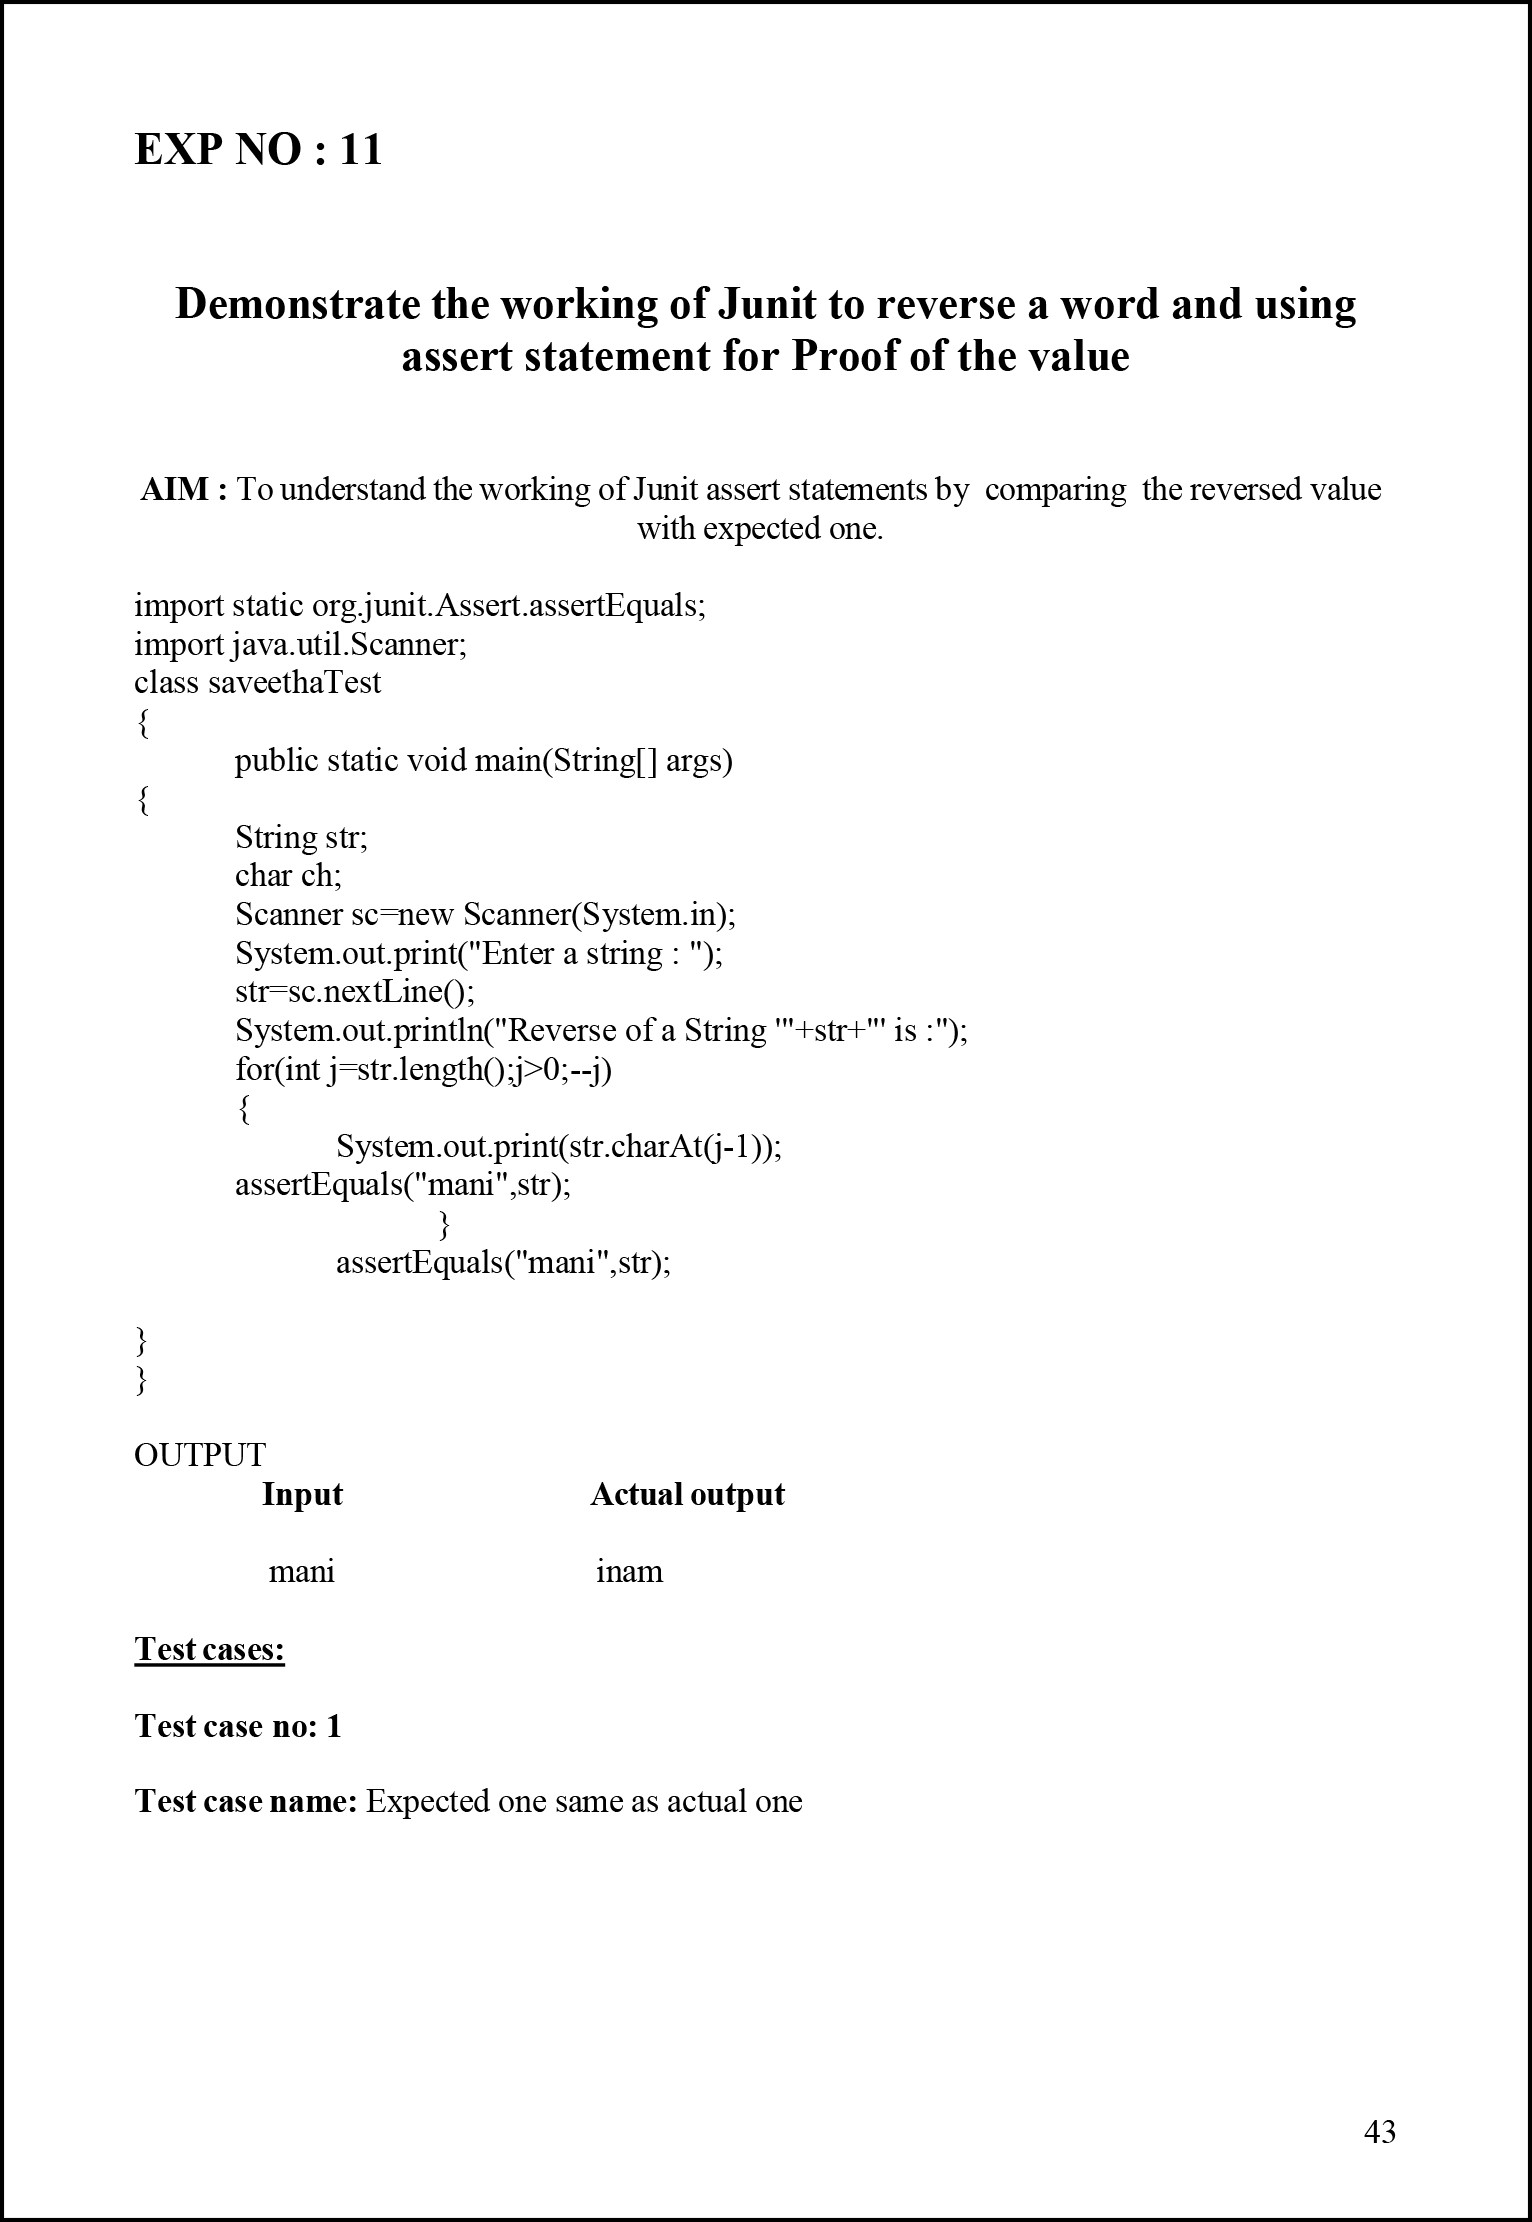 EXP NO : 11
Demonstrate the working of Junit to reverse a word and using
assert statement for Proof of the value
AIM : To understand the working of Junit assert statements by comparing the reversed value
with expected one.
import static org.junit.Assert.assertEquals;
import java.util.Scanner;
class saveethaTest
{
public static void main(String[] args)
{
String str;
char ch;
Scanner sc=new Scanner(System.in);
System.out.print("Enter a string : ");
str=sc.nextLine();
System.out.println("Reverse of a String '"+str+"' is :");
for(int j=str.length();j>0;--j)
{
System.out.print(str.charAt(j-1));
assertEquals("mani",str);
}
assertEquals("mani",str);
}
}
OUTPUT
Input Actual output
mani inam
Test cases:
Test case no: 1
Test case name: Expected one same as actual one
43